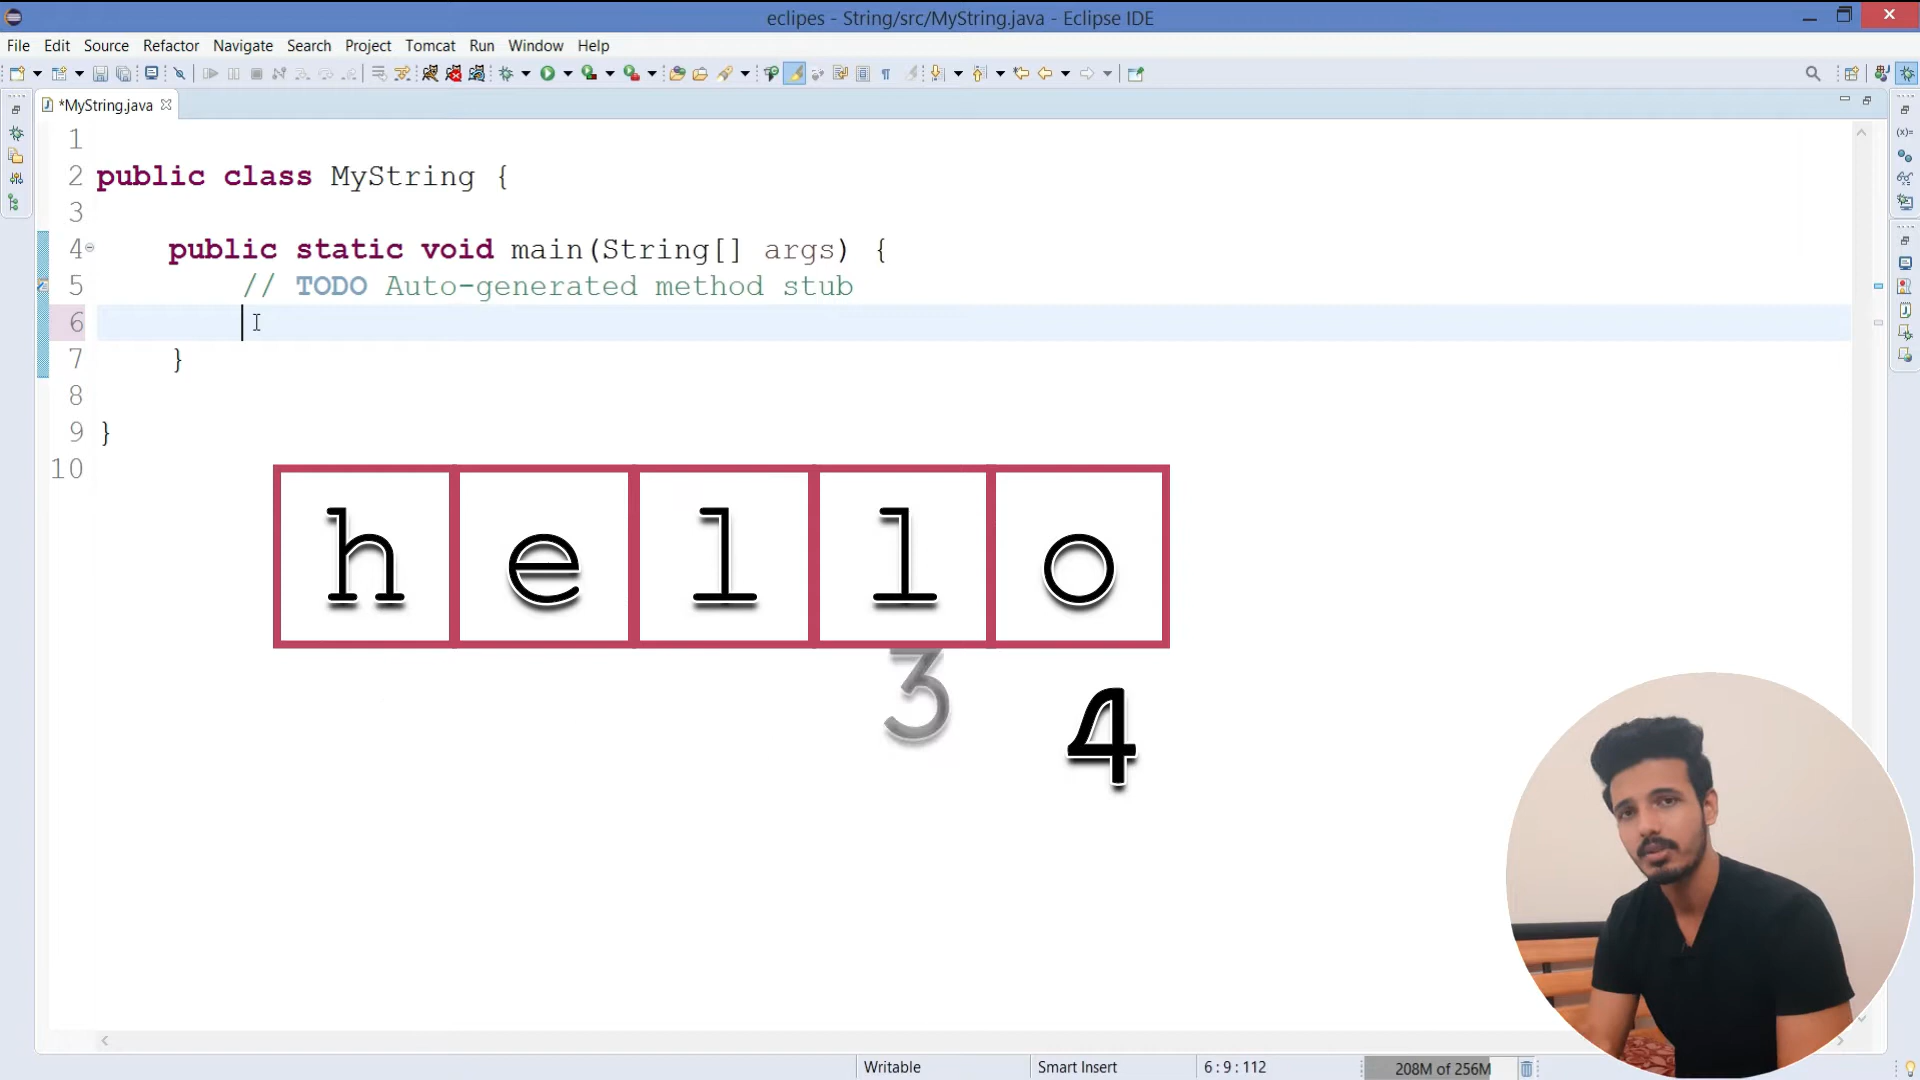 eclipes - String/src/MyString.java - Eclipse IDE
File Edit Source Refactor Navigate Search Project Tomcat Run Window Help
*MyString.java
1
2 public class MyString {
3
4 public static void main(String[] args) {
5 // TODO Auto-generated method stub
6
7 }
8
9 }
10
h e l l o
3 4
Writable Smart Insert 6 : 9 : 112 208M of 256M